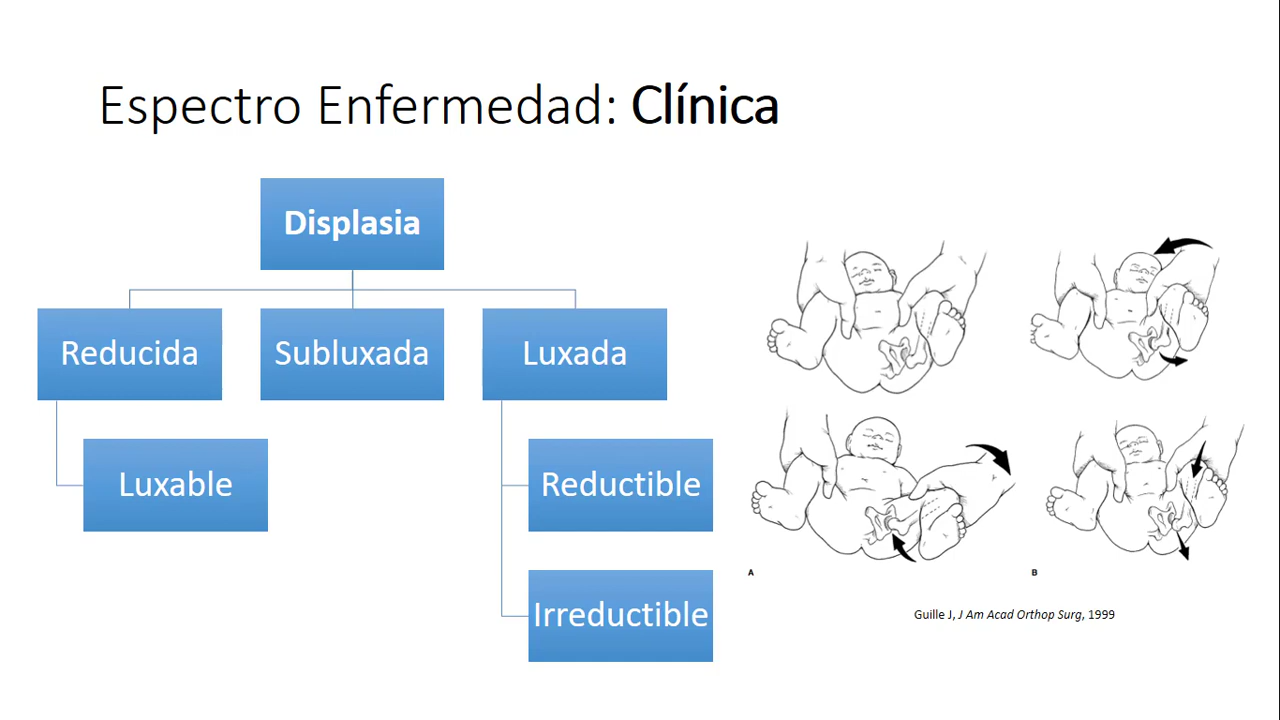 Espectro Enfermedad: Clínica
Displasia
Reducida
Subluxada
Luxada
Luxable
Reductible
Irreductible
A
B
Guille J, J Am Acad Orthop Surg, 1999